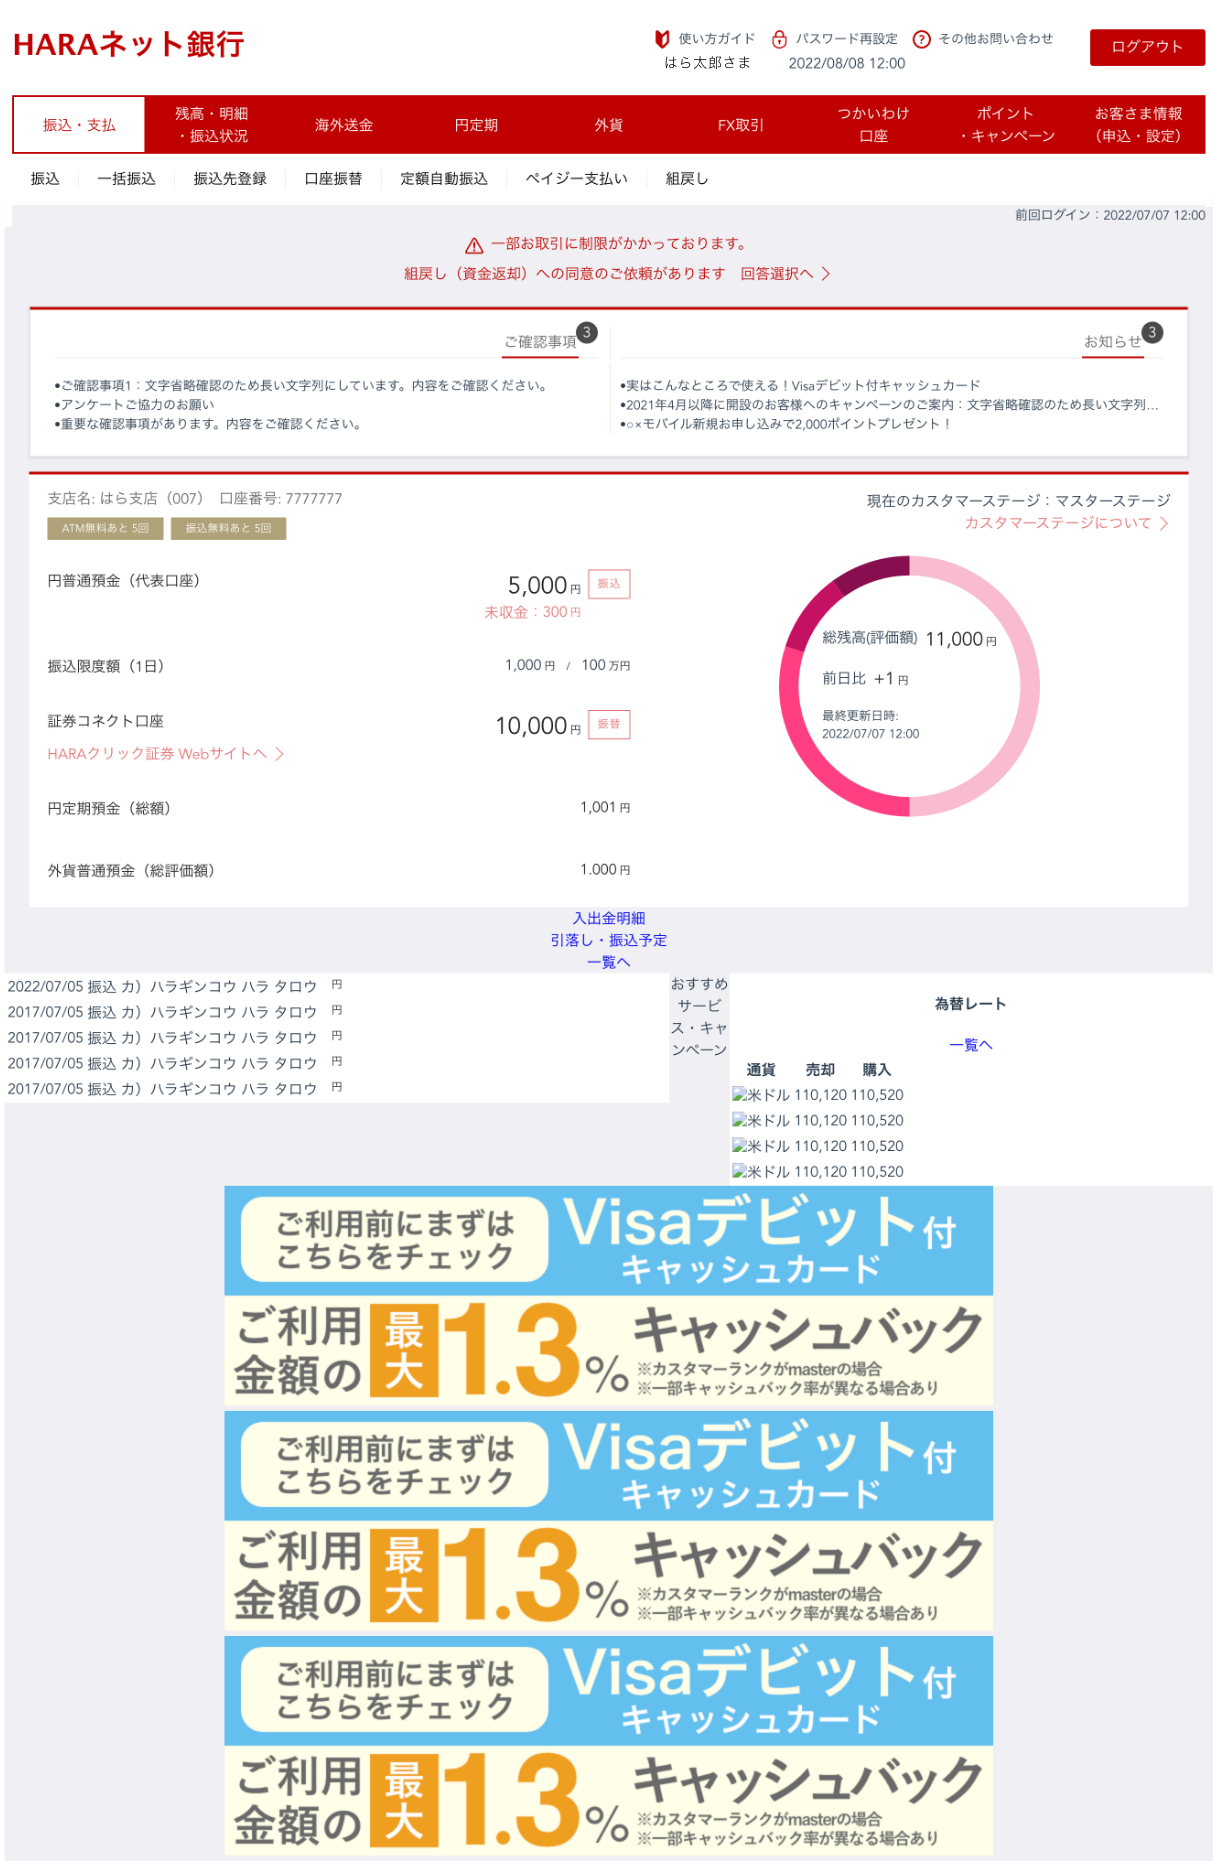 HARAネット銀行
使い方ガイド パスワード再設定 ? その他お問い合わせ
はら太郎さま 2022/08/08 12:00
ログアウト
振込・支払
残高・明細
・振込状況
海外送金
円定期
外貨
FX取引
つかいわけ
口座
ポイント
・キャンペーン
お客さま情報
（申込・設定）
振込 一括振込 振込先登録 口座振替 定額自動振込 ペイジー支払い 組戻し
前回ログイン：2022/07/07 12:00
一部お取引に制限がかかっております。
組戻し（資金返却）への同意のご依頼があります 回答選択へ
ご確認事項 3
•ご確認事項1：文字省略確認のため長い文字列にしています。内容をご確認ください。
•アンケートご協力のお願い
•重要な確認事項があります。内容をご確認ください。
お知らせ 3
•実はこんなところで使える！Visaデビット付キャッシュカード
•2021年4月以降に開設のお客様へのキャンペーンのご案内：文字省略確認のため長い文字列…
•○×モバイル新規お申し込みで2,000ポイントプレゼント！
支店名: はら支店（007） 口座番号: 7777777
ATM無料あと 5回 振込無料あと 5回
円普通預金（代表口座） 5,000 円 振込
未収金：300 円
振込限度額（1日） 1,000 円 / 100 万円
証券コネクト口座 10,000 円 振替
HARAクリック証券 Webサイトへ
円定期預金（総額） 1,001 円
外貨普通預金（総評価額） 1.000 円
現在のカスタマーステージ：マスターステージ
カスタマーステージについて
総残高(評価額) 11,000 円
前日比 +1 円
最終更新日時:
2022/07/07 12:00
入出金明細
引落し・振込予定
一覧へ
2022/07/05 振込 カ）ハラギンコウ ハラ タロウ 円
2017/07/05 振込 カ）ハラギンコウ ハラ タロウ 円
2017/07/05 振込 カ）ハラギンコウ ハラ タロウ 円
2017/07/05 振込 カ）ハラギンコウ ハラ タロウ 円
2017/07/05 振込 カ）ハラギンコウ ハラ タロウ 円
おすすめ
サービ
ス・キャ
ンペーン
為替レート
一覧へ
通貨 売却 購入
米ドル 110,120 110,520
米ドル 110,120 110,520
米ドル 110,120 110,520
米ドル 110,120 110,520
ご利用前にまずは
こちらをチェック
Visaデビット付
キャッシュカード
ご利用
金額の
最大
1.3%
キャッシュバック
※カスタマーランクがmasterの場合
※一部キャッシュバック率が異なる場合あり
ご利用前にまずは
こちらをチェック
Visaデビット付
キャッシュカード
ご利用
金額の
最大
1.3%
キャッシュバック
※カスタマーランクがmasterの場合
※一部キャッシュバック率が異なる場合あり
ご利用前にまずは
こちらをチェック
Visaデビット付
キャッシュカード
ご利用
金額の
最大
1.3%
キャッシュバック
※カスタマーランクがmasterの場合
※一部キャッシュバック率が異なる場合あり